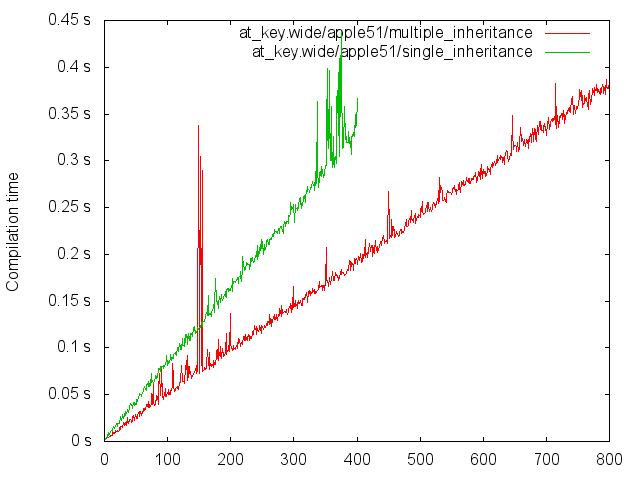 0.45 s
at_key.wide/apple51/multiple_inheritance
0.4 s
at_key.wide/apple51/single_inheritance
0.35 s
0.3 s
0.25 s
0.2 s
0.15 s
0.1 s
0.05 s
0 s
Compilation time
0 100 200 300 400 500 600 700 800